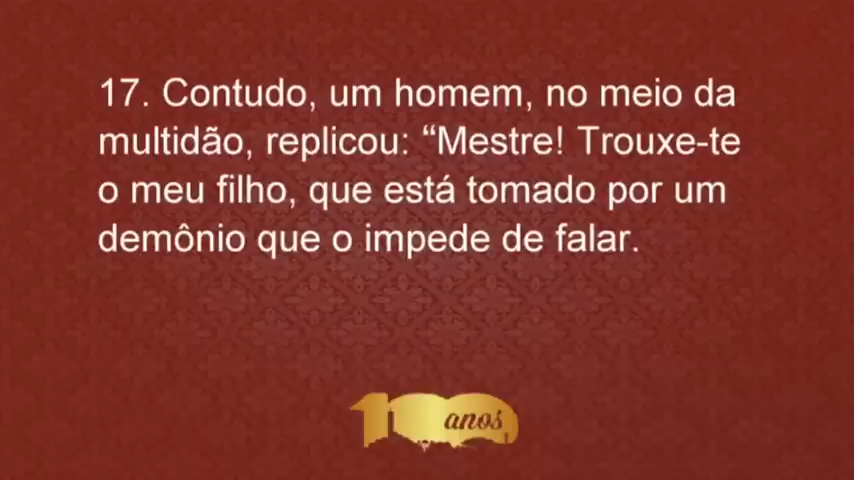 17. Contudo, um homem, no meio da
multidão, replicou: “Mestre! Trouxe-te
o meu filho, que está tomado por um
demônio que o impede de falar.
anos